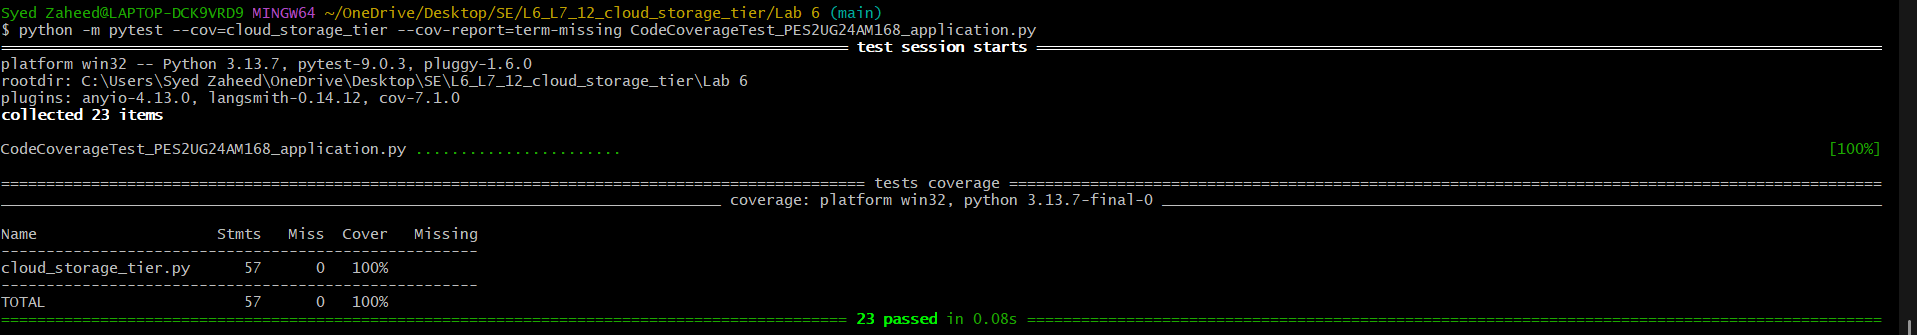 Syed Zaheed@LAPTOP-DCK9VRD9 MINGW64 ~/OneDrive/Desktop/SE/L6_L7_12_cloud_storage_tier/Lab 6 (main)
$ python -m pytest --cov=cloud_storage_tier --cov-report=term-missing CodeCoverageTest_PES2UG24AM168_application.py
test session starts
platform win32 -- Python 3.13.7, pytest-9.0.3, pluggy-1.6.0
rootdir: C:\Users\Syed Zaheed\OneDrive\Desktop\SE\L6_L7_12_cloud_storage_tier\Lab 6
plugins: anyio-4.13.0, langsmith-0.14.12, cov-7.1.0
collected 23 items
CodeCoverageTest_PES2UG24AM168_application.py ....................... [100%]
tests coverage
coverage: platform win32, python 3.13.7-final-0
Name Stmts Miss Cover Missing
cloud_storage_tier.py 57 0 100%
TOTAL 57 0 100%
23 passed in 0.08s